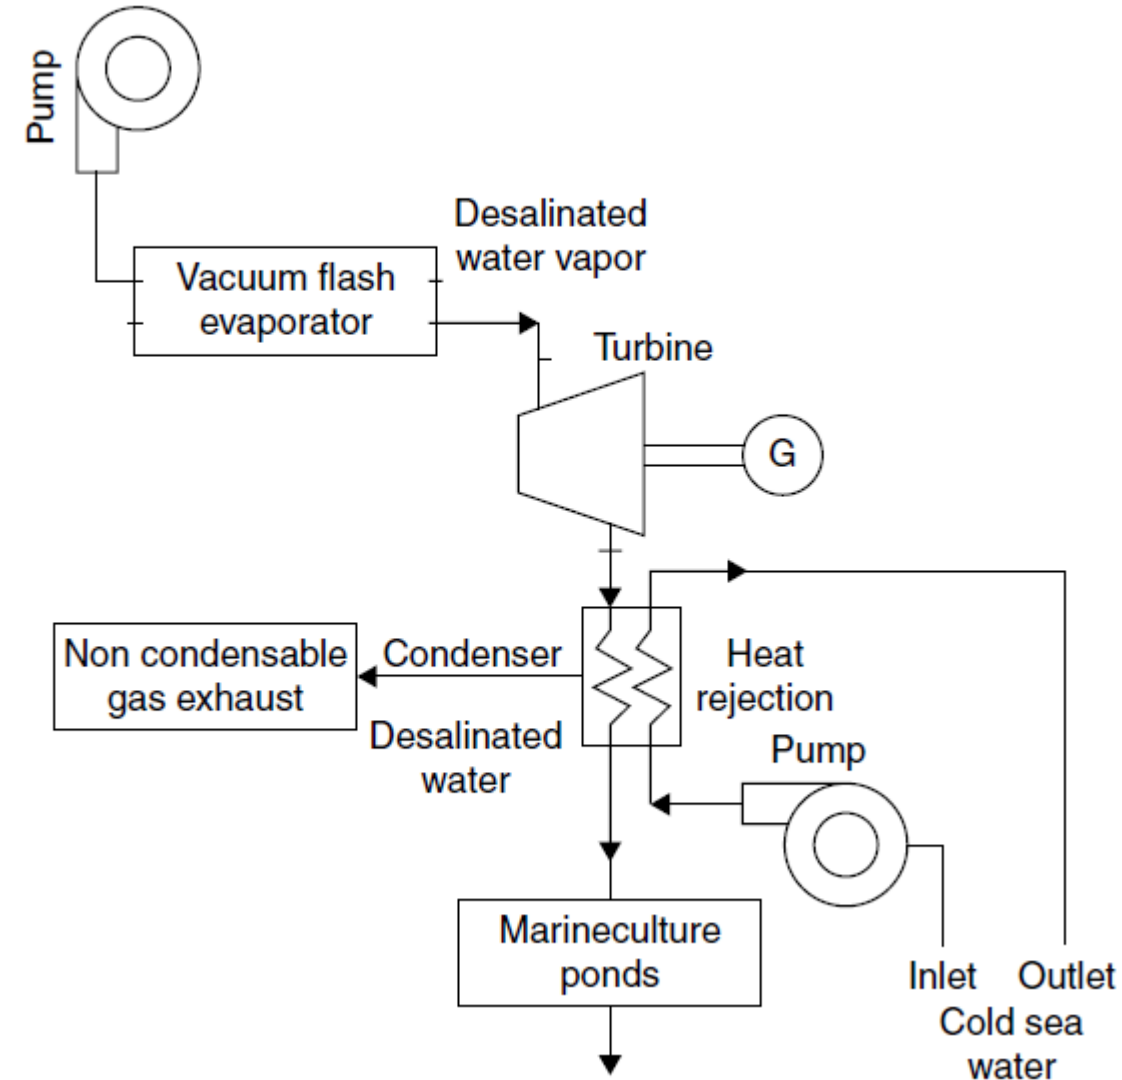 Pump
Desalinated
water vapor
Vacuum flash
evaporator
Turbine
G
Non condensable
gas exhaust
Condenser
Heat
rejection
Desalinated
water
Pump
Marineculture
ponds
Inlet
Outlet
Cold sea
water